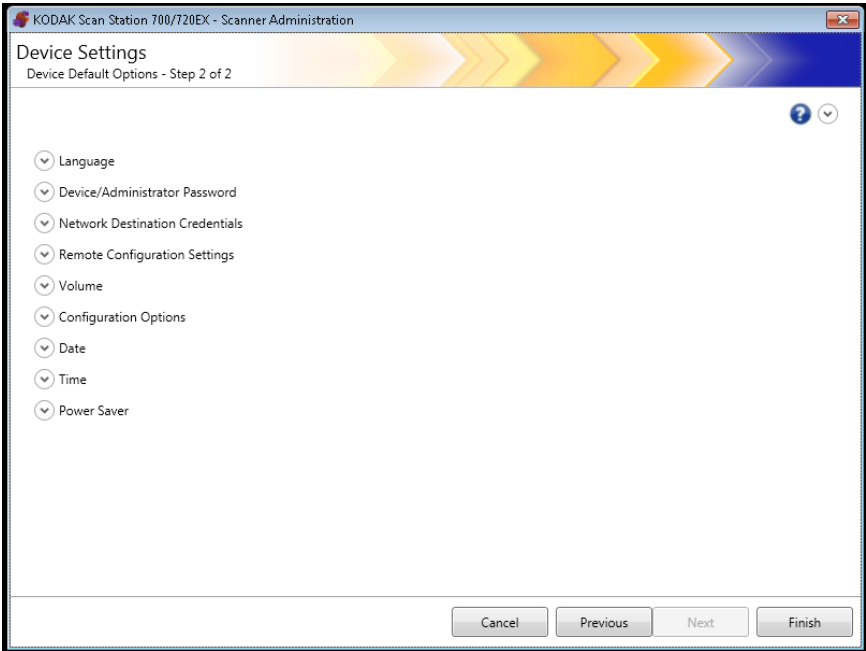 KODAK Scan Station 700/720EX - Scanner Administration
Device Settings
Device Default Options - Step 2 of 2
?
Language
Device/Administrator Password
Network Destination Credentials
Remote Configuration Settings
Volume
Configuration Options
Date
Time
Power Saver
Cancel Previous Next Finish